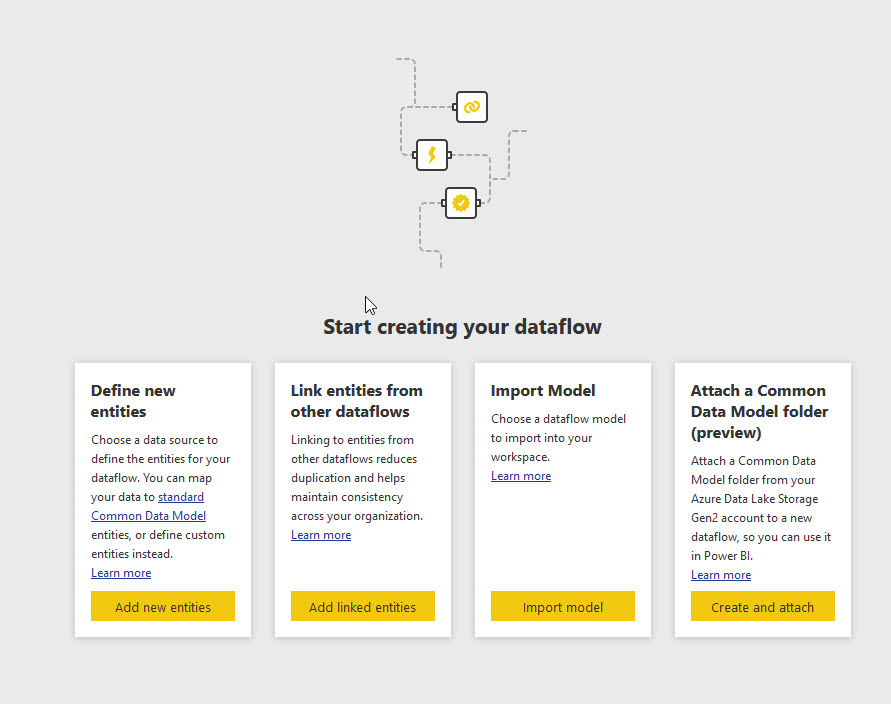 Start creating your dataflow
Define new
entities
Choose a data source to
define the entities for your
dataflow. You can map
your data to standard
Common Data Model
entities, or define custom
entities instead.
Learn more
Add new entities
Link entities from
other dataflows
Linking to entities from
other dataflows reduces
duplication and helps
maintain consistency
across your organization.
Learn more
Add linked entities
Import Model
Choose a dataflow model
to import into your
workspace.
Learn more
Import model
Attach a Common
Data Model folder
(preview)
Attach a Common Data
Model folder from your
Azure Data Lake Storage
Gen2 account to a new
dataflow, so you can use it
in Power BI.
Learn more
Create and attach